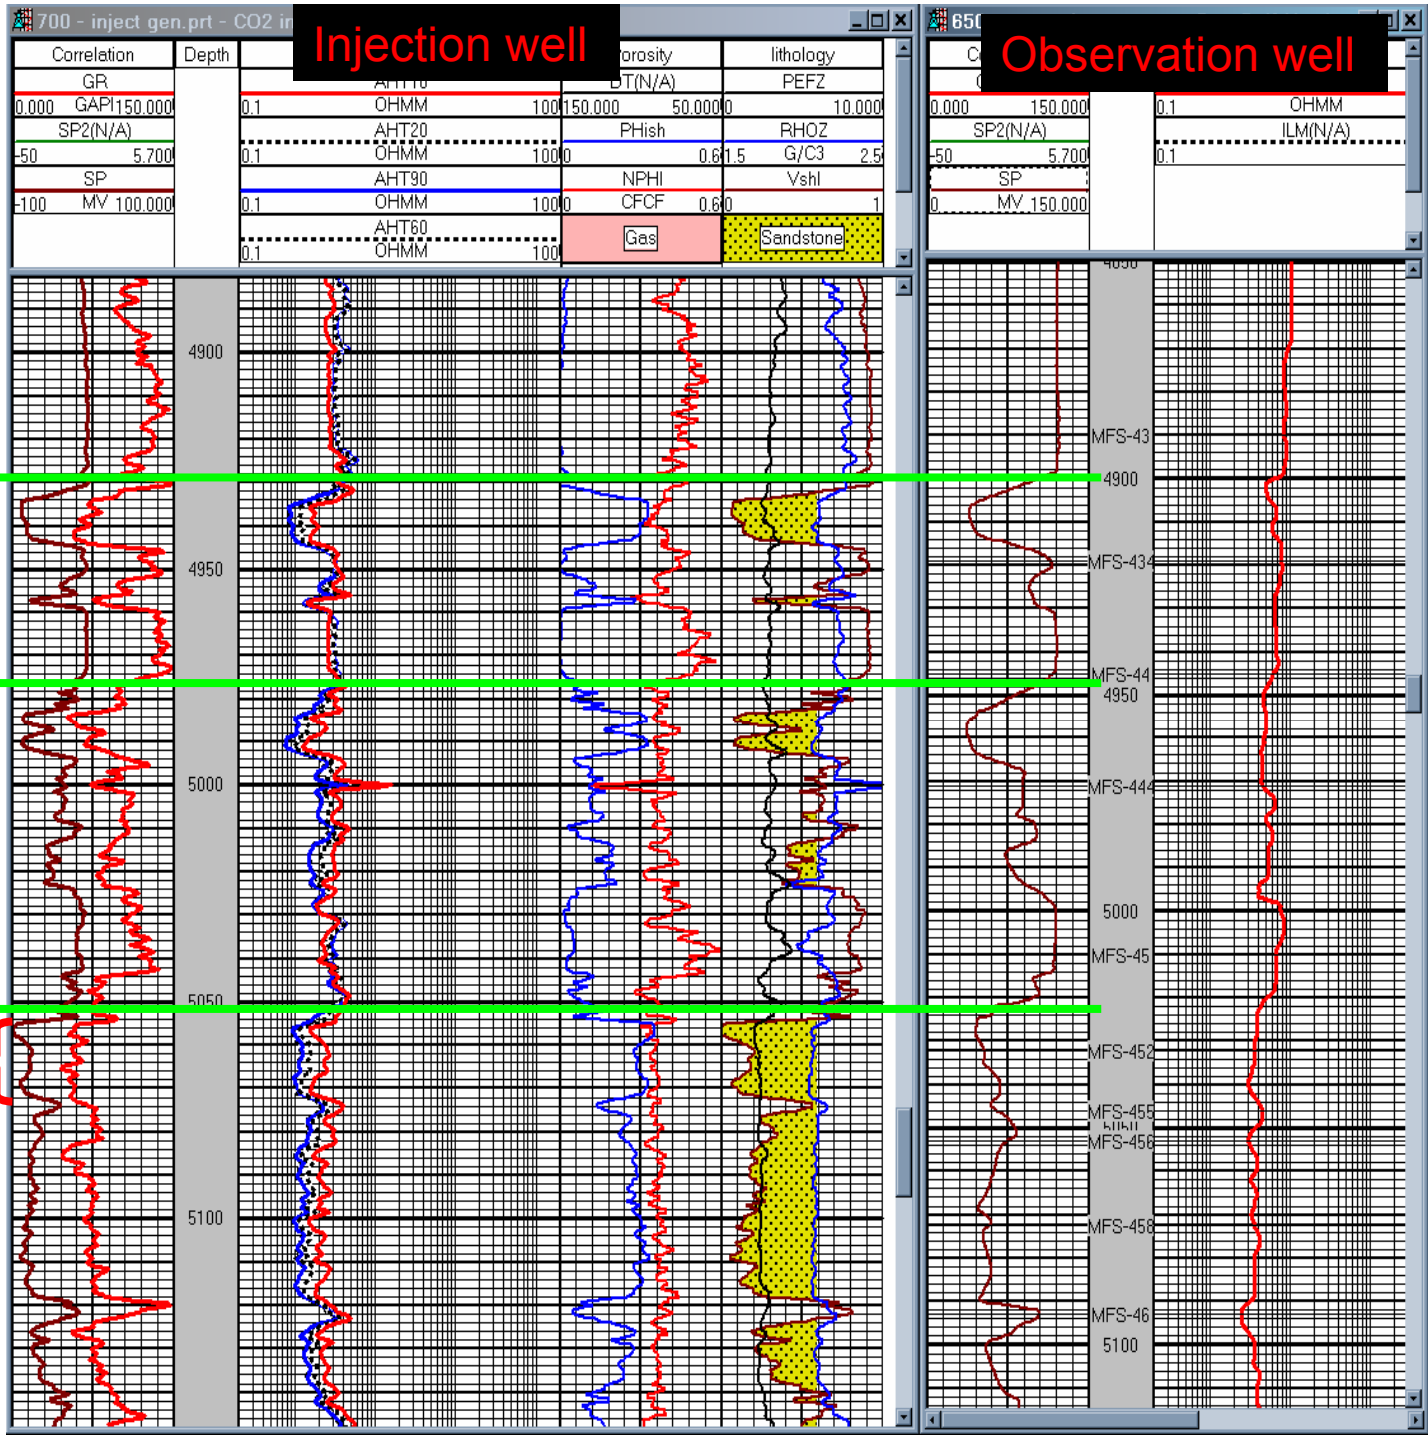 700 - inject gen.prt - CO2 in
Injection well
Correlation Depth orosity lithology
GR AHT10 DT(N/A) PEFZ
0.000 GAPI 150.000 0.1 OHMM 100 150.000 50.000 0 10.000
SP2(N/A) AHT20 PHish RHOZ
-50 5.700 0.1 OHMM 100 0 0.6 1.5 G/C3 2.5
SP AHT90 NPHI Vshl
-100 MV 100.000 0.1 OHMM 100 0 CFCF 0.6 0 1
AHT60 Gas Sandstone
0.1 OHMM 100
4900
4950
5000
5050
5100
650
Observation well
0.000 150.000 0.1 OHMM
SP2(N/A) ILM(N/A)
-50 5.700 0.1
SP
0 MV 150.000
4850
MFS-43
4900
MFS-434
MFS-44
4950
MFS-444
5000
MFS-45
MFS-452
MFS-455
5050
MFS-456
MFS-458
MFS-46
5100